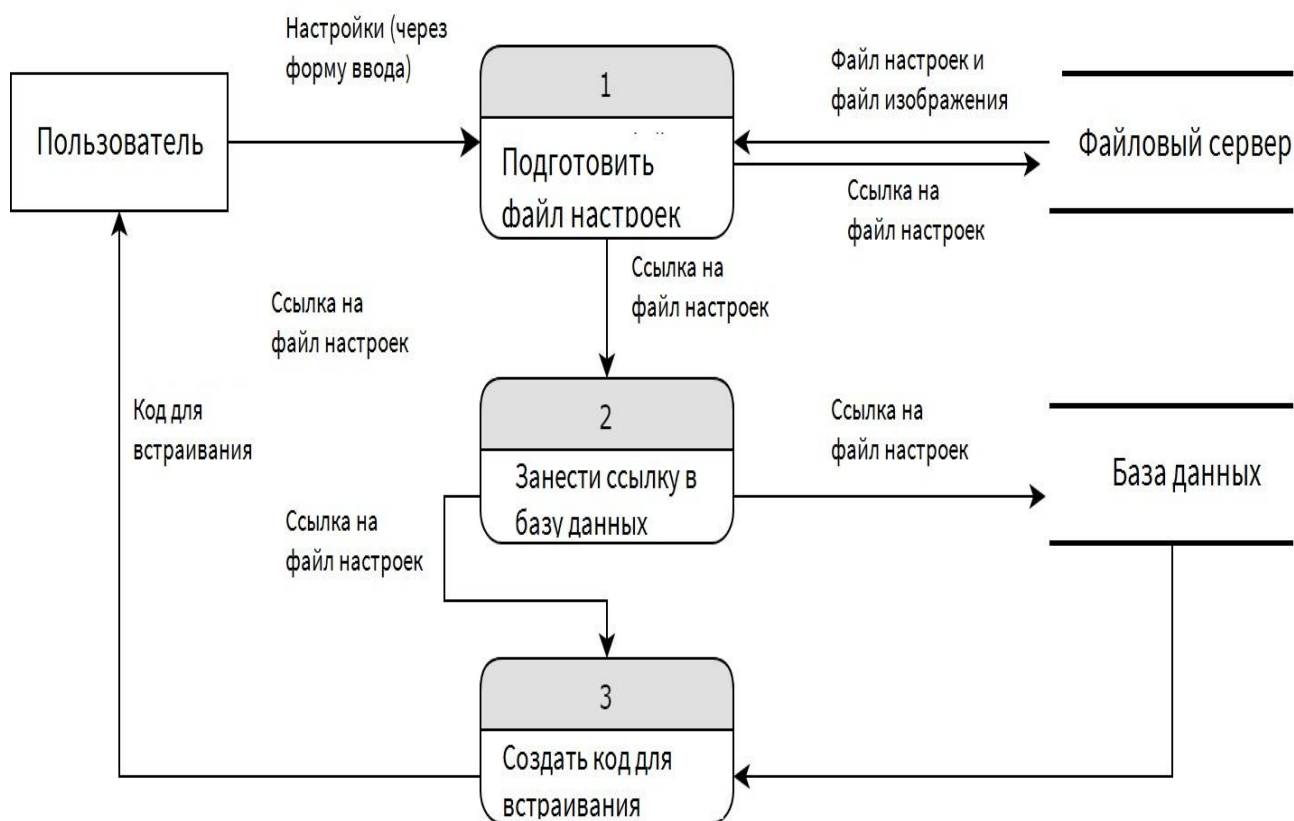 Настройки (через
форму ввода)
1
Файл настроек и
файл изображения
Пользователь
Подготовить
файл настроек
Файловый сервер
Ссылка на
файл настроек
Ссылка на
файл настроек
Ссылка на
файл настроек
Код для
встраивания
2
Ссылка на
файл настроек
Занести ссылку в
базу данных
База данных
Ссылка на
файл настроек
3
Создать код для
встраивания